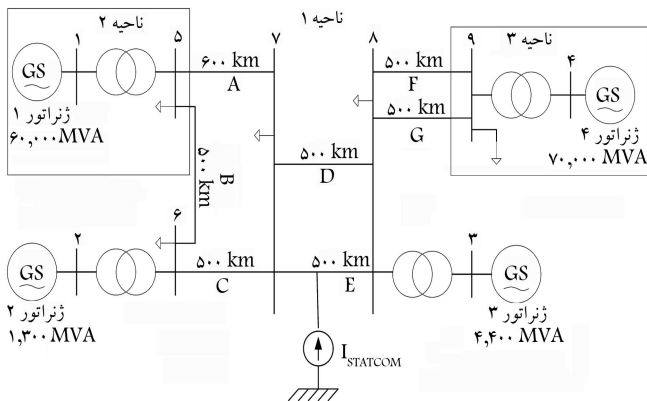 ناحیه ۲
ناحیه ۱
ناحیه ۳
۱
۵
۷
۸
۹
۴
GS
ژنراتور ۱
۶۰,۰۰۰MVA
۶۰۰ km
A
۵۰۰ km
F
۵۰۰ km
G
GS
ژنراتور ۴
۷۰,۰۰۰ MVA
B
۵۰۰ km
۵۰۰ km
D
۲
۶
۳
GS
ژنراتور ۲
۱,۳۰۰ MVA
۵۰۰ km
C
۵۰۰ km
E
GS
ژنراتور ۳
۴,۴۰۰ MVA
I STATCOM